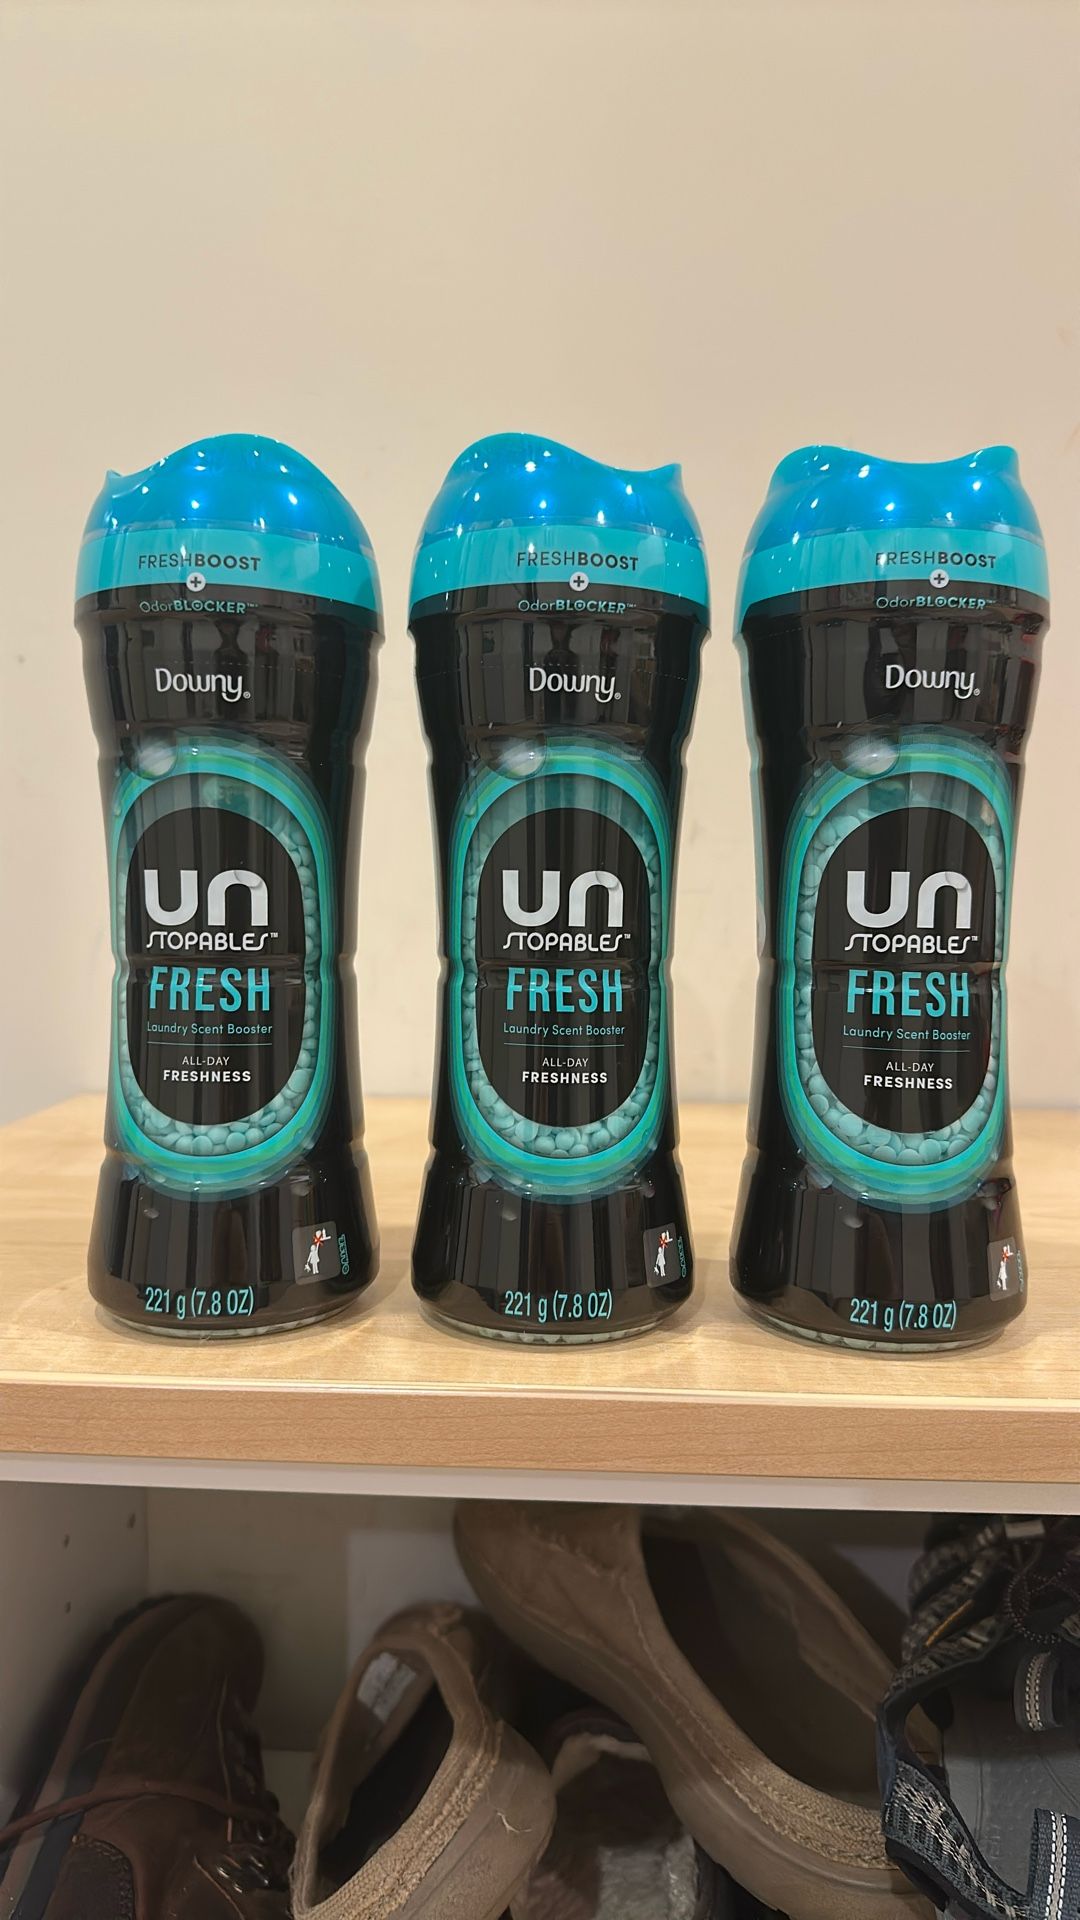 FRESHBOOST
+
OdorBLOCKER™
Downy®
UN
STOPABLES™
FRESH
Laundry Scent Booster
ALL-DAY
FRESHNESS
221 g (7.8 OZ)
FRESHBOOST
+
OdorBLOCKER™
Downy®
UN
STOPABLES™
FRESH
Laundry Scent Booster
ALL-DAY
FRESHNESS
221 g (7.8 OZ)
FRESHBOOST
+
OdorBLOCKER™
Downy®
UN
STOPABLES™
FRESH
Laundry Scent Booster
ALL-DAY
FRESHNESS
221 g (7.8 OZ)